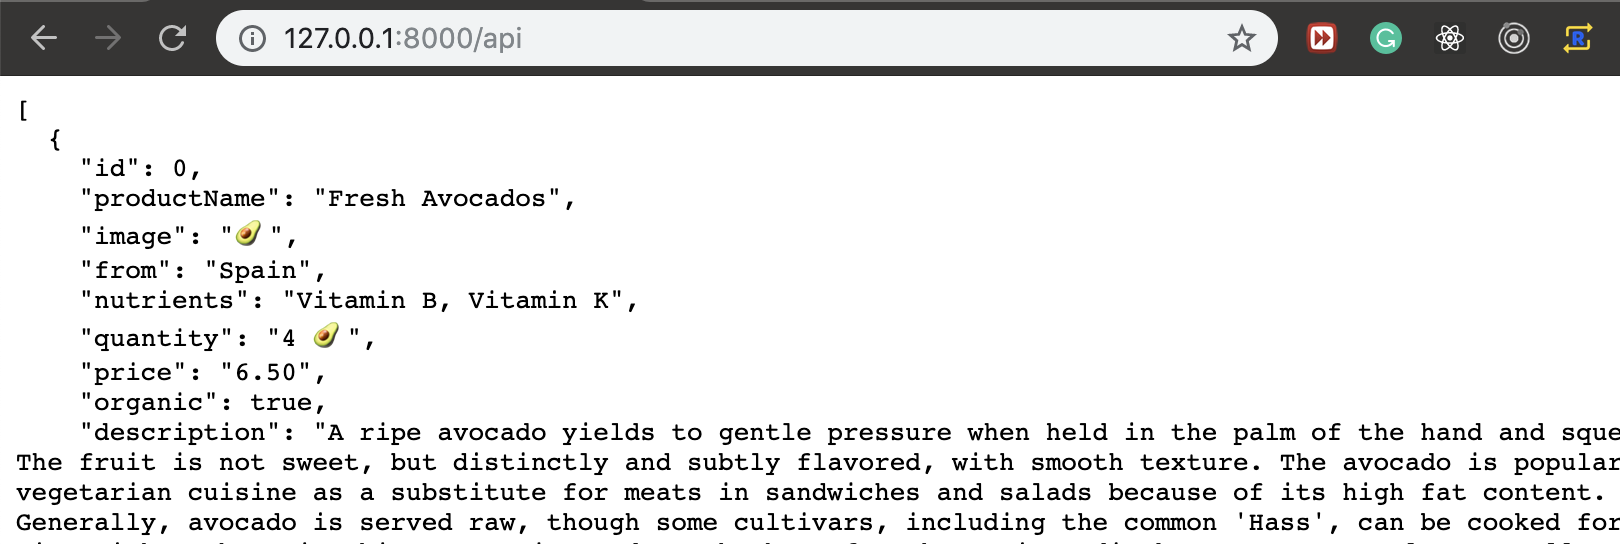 127.0.0.1:8000/api
[
{
"id": 0,
"productName": "Fresh Avocados",
"image": "🥑",
"from": "Spain",
"nutrients": "Vitamin B, Vitamin K",
"quantity": "4 🥑",
"price": "6.50",
"organic": true,
"description": "A ripe avocado yields to gentle pressure when held in the palm of the hand and sque
The fruit is not sweet, but distinctly and subtly flavored, with smooth texture. The avocado is popular
vegetarian cuisine as a substitute for meats in sandwiches and salads because of its high fat content.
Generally, avocado is served raw, though some cultivars, including the common 'Hass', can be cooked for